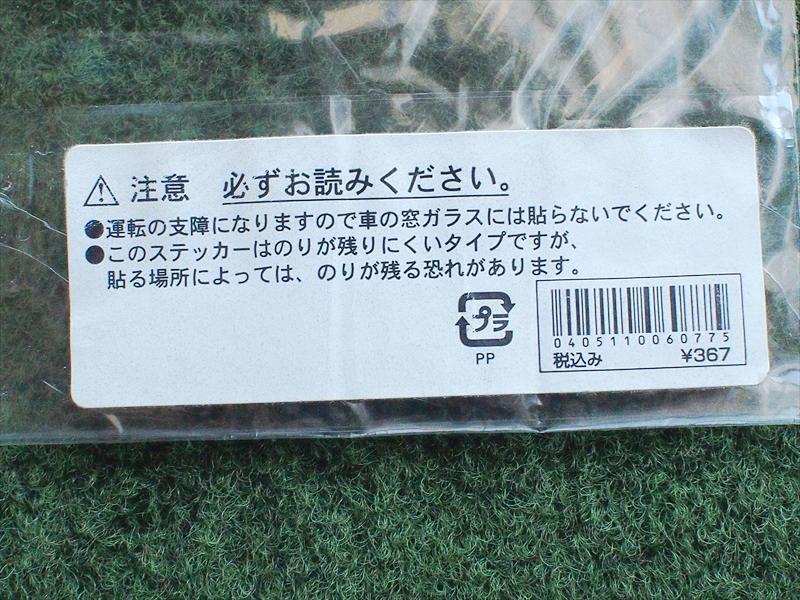 ⚠ 注意 必ずお読みください。
●運転の支障になりますので車の窓ガラスには貼らないでください。
●このステッカーはのりが残りにくいタイプですが、
貼る場所によっては、のりが残る恐れがあります。
プラ
PP
0405110060775
税込み ¥367